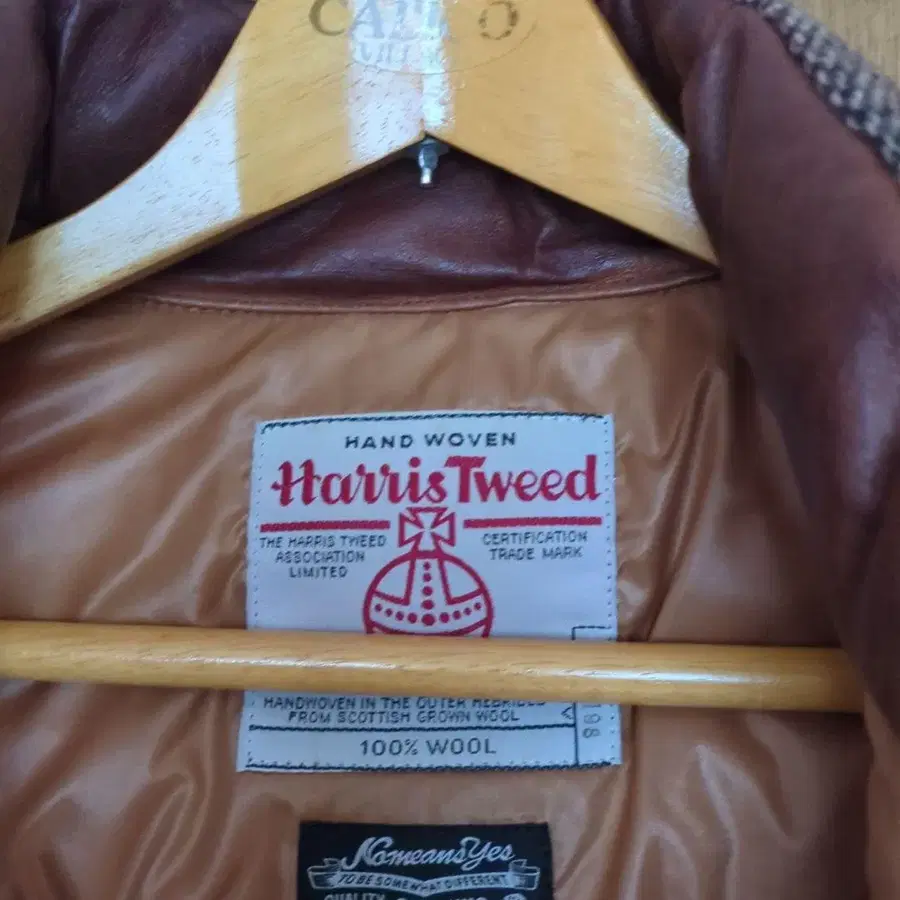 HAND WOVEN
Harris Tweed
THE HARRIS TWEED
ASSOCIATION
LIMITED
CERTIFICATION
TRADE MARK
HANDWOVEN IN THE OUTER HEBRIDES
FROM SCOTTISH GROWN WOOL
100% WOOL
NomeansYes
TO BE SOMEWHAT DIFFERENT
QUALITY